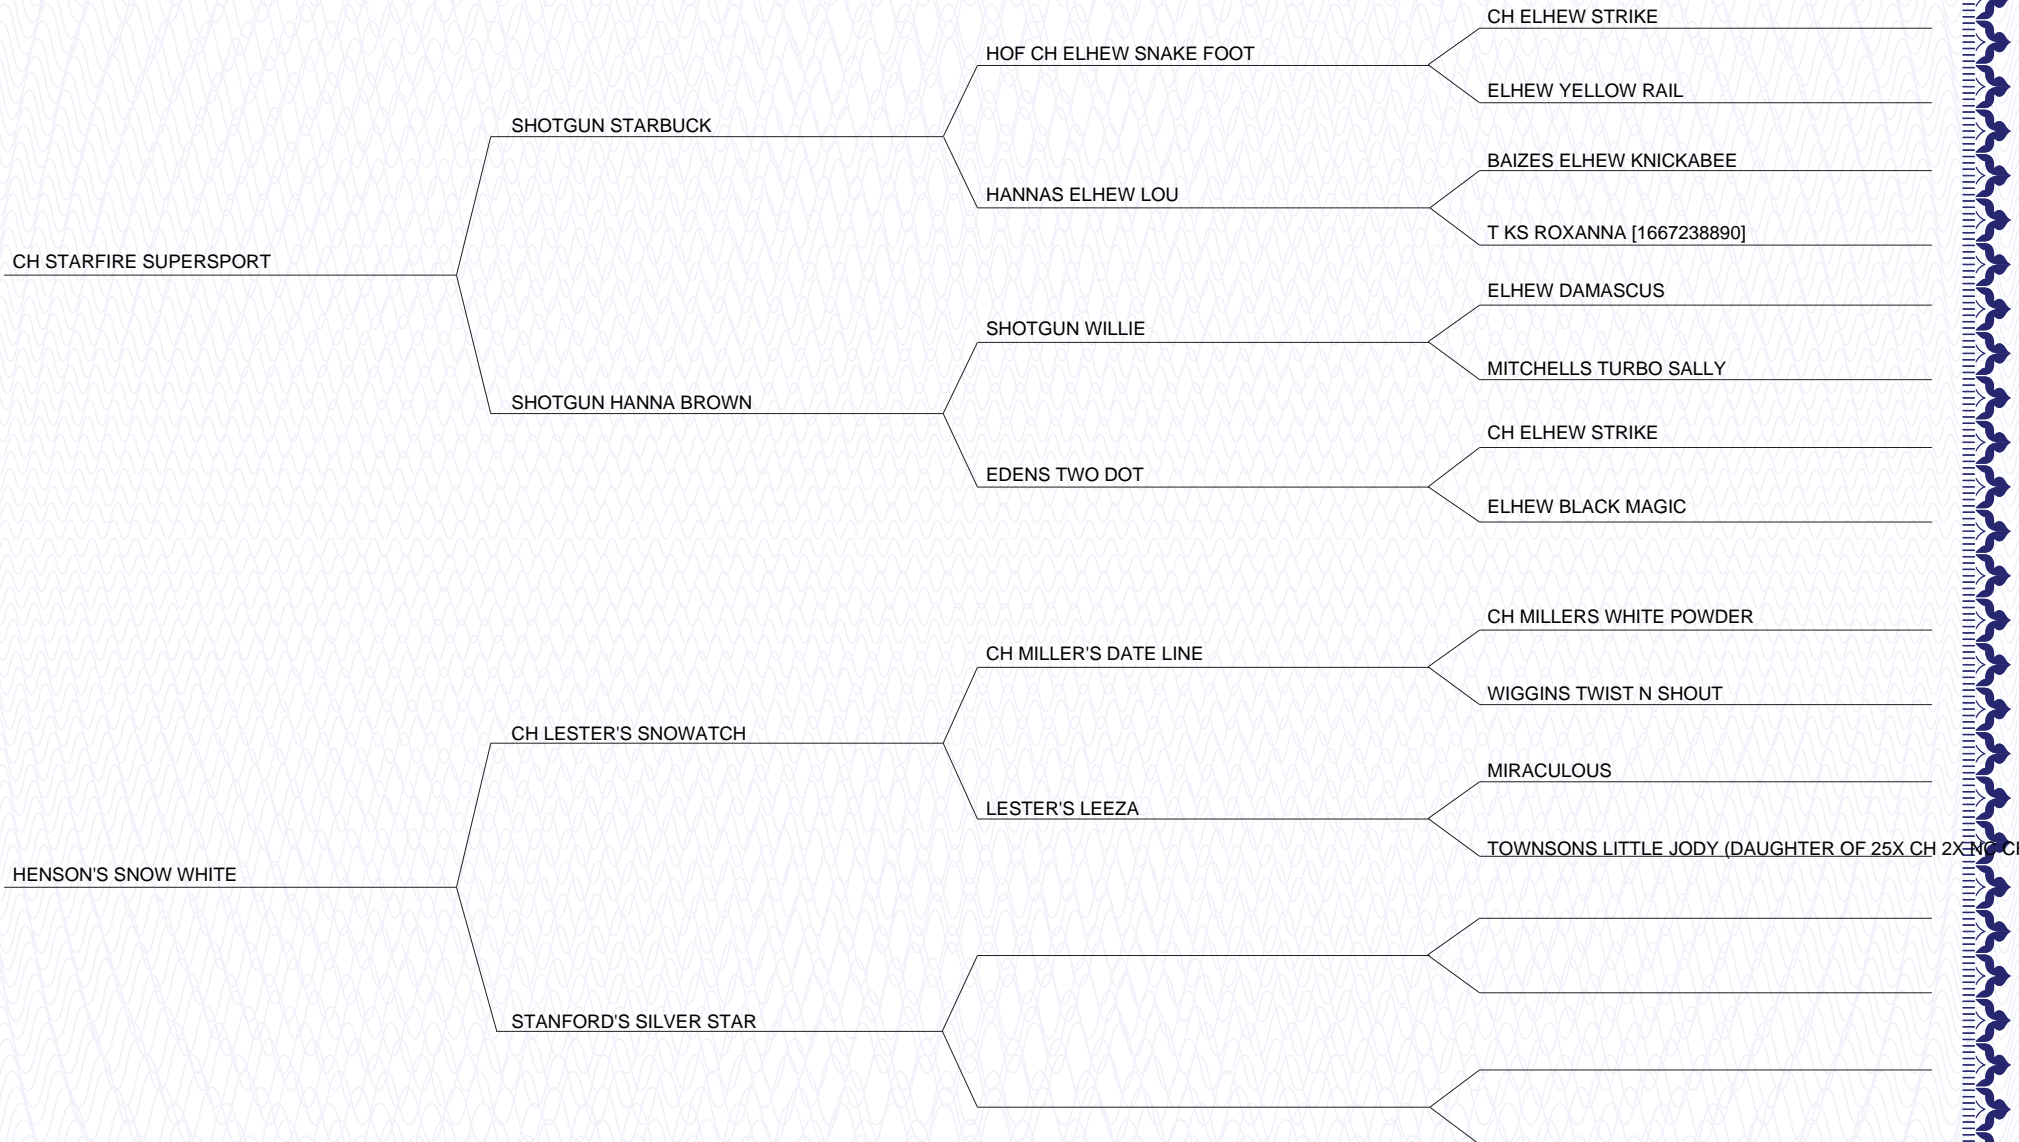 CH ELHEW STRIKE
HOF CH ELHEW SNAKE FOOT
ELHEW YELLOW RAIL
SHOTGUN STARBUCK
BAIZES ELHEW KNICKABEE
HANNAS ELHEW LOU
T KS ROXANNA [1667238890]
CH STARFIRE SUPERSPORT
ELHEW DAMASCUS
SHOTGUN WILLIE
MITCHELLS TURBO SALLY
SHOTGUN HANNA BROWN
CH ELHEW STRIKE
EDENS TWO DOT
ELHEW BLACK MAGIC
CH MILLERS WHITE POWDER
CH MILLER'S DATE LINE
WIGGINS TWIST N SHOUT
CH LESTER'S SNOWATCH
MIRACULOUS
LESTER'S LEEZA
TOWNSONS LITTLE JODY (DAUGHTER OF 25X CH 2X
HENSON'S SNOW WHITE
STANFORD'S SILVER STAR